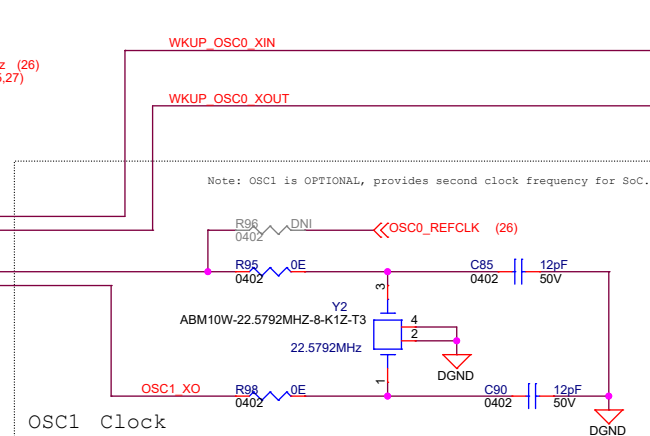 WKUP_OSC0_XIN
z (26)
5,27)
WKUP_OSC0_XOUT
Note: OSC1 is OPTIONAL, provides second clock frequency for SoC.
R96 DNI
0402
OSC0_REFCLK (26)
R95 0E
0402
C85 12pF
0402 50V
3
Y2
ABM10W-22.5792MHZ-8-K1Z-T3
4
2
22.5792MHz
DGND
1
OSC1_XO
R98 0E
0402
C90 12pF
0402 50V
OSC1 Clock
DGND